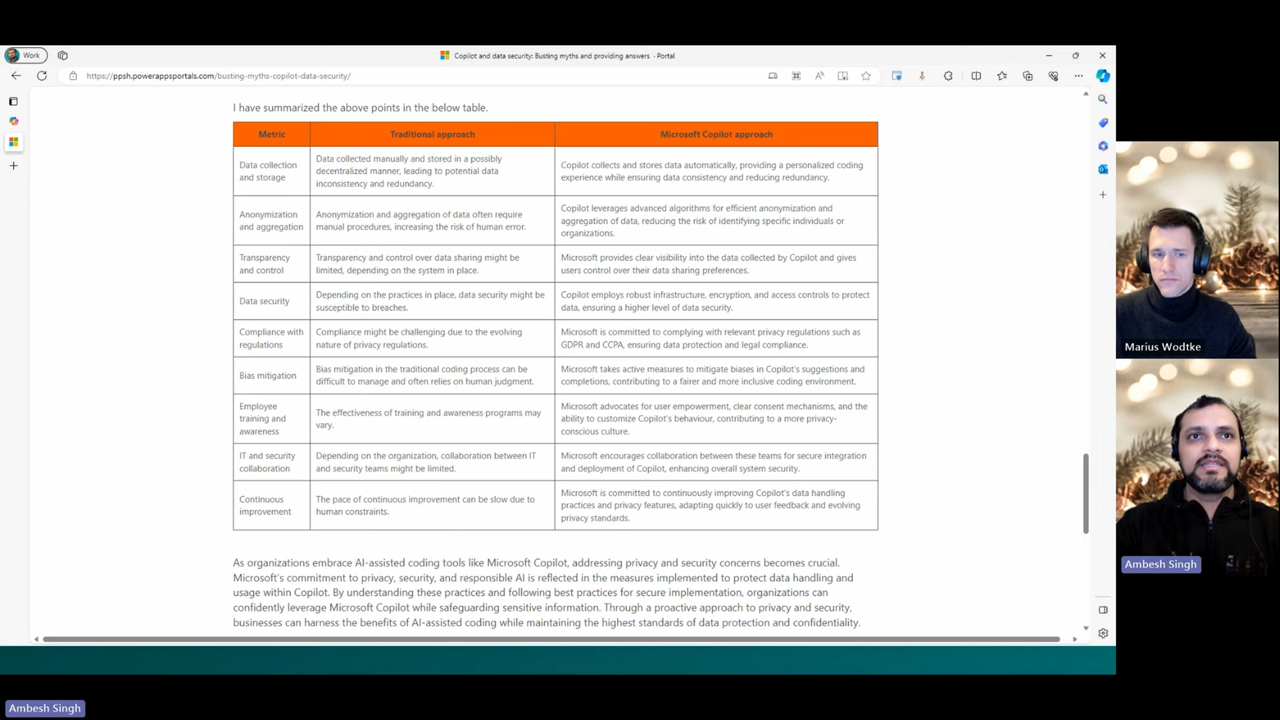 Work
Copilot and data security: Busting myths and providing answers - Portal
https://ppsh.powerappsportals.com/busting-myths-copilot-data-security/
I have summarized the above points in the below table.
Metric
Traditional approach
Microsoft Copilot approach
Data collection
and storage
Data collected manually and stored in a possibly
decentralized manner, leading to potential data
inconsistency and redundancy.
Copilot collects and stores data automatically, providing a personalized coding
experience while ensuring data consistency and reducing redundancy.
Anonymization
and aggregation
Anonymization and aggregation of data often require
manual procedures, increasing the risk of human error.
Copilot leverages advanced algorithms for efficient anonymization and
aggregation of data, reducing the risk of identifying specific individuals or
organizations.
Transparency
and control
Transparency and control over data sharing might be
limited, depending on the system in place.
Microsoft provides clear visibility into the data collected by Copilot and gives
users control over their data sharing preferences.
Data security
Depending on the practices in place, data security might be
susceptible to breaches.
Copilot employs robust infrastructure, encryption, and access controls to protect
data, ensuring a higher level of data security.
Compliance with
regulations
Compliance might be challenging due to the evolving
nature of privacy regulations.
Microsoft is committed to complying with relevant privacy regulations such as
GDPR and CCPA, ensuring data protection and legal compliance.
Bias mitigation
Bias mitigation in the traditional coding process can be
difficult to manage and often relies on human judgment.
Microsoft takes active measures to mitigate biases in Copilot's suggestions and
completions, contributing to a fairer and more inclusive coding environment.
Employee
training and
awareness
The effectiveness of training and awareness programs may
vary.
Microsoft advocates for user empowerment, clear consent mechanisms, and the
ability to customize Copilot's behaviour, contributing to a more privacy-
conscious culture.
IT and security
collaboration
Depending on the organization, collaboration between IT
and security teams might be limited.
Microsoft encourages collaboration between these teams for secure integration
and deployment of Copilot, enhancing overall system security.
Continuous
improvement
The pace of continuous improvement can be slow due to
human constraints.
Microsoft is committed to continuously improving Copilot's data handling
practices and privacy features, adapting quickly to user feedback and evolving
privacy standards.
As organizations embrace AI-assisted coding tools like Microsoft Copilot, addressing privacy and security concerns becomes crucial.
Microsoft's commitment to privacy, security, and responsible AI is reflected in the measures implemented to protect data handling and
usage within Copilot. By understanding these practices and following best practices for secure implementation, organizations can
confidently leverage Microsoft Copilot while safeguarding sensitive information. Through a proactive approach to privacy and security,
businesses can harness the benefits of AI-assisted coding while maintaining the highest standards of data protection and confidentiality.
Marius Wodtke
Ambesh Singh
Ambesh Singh